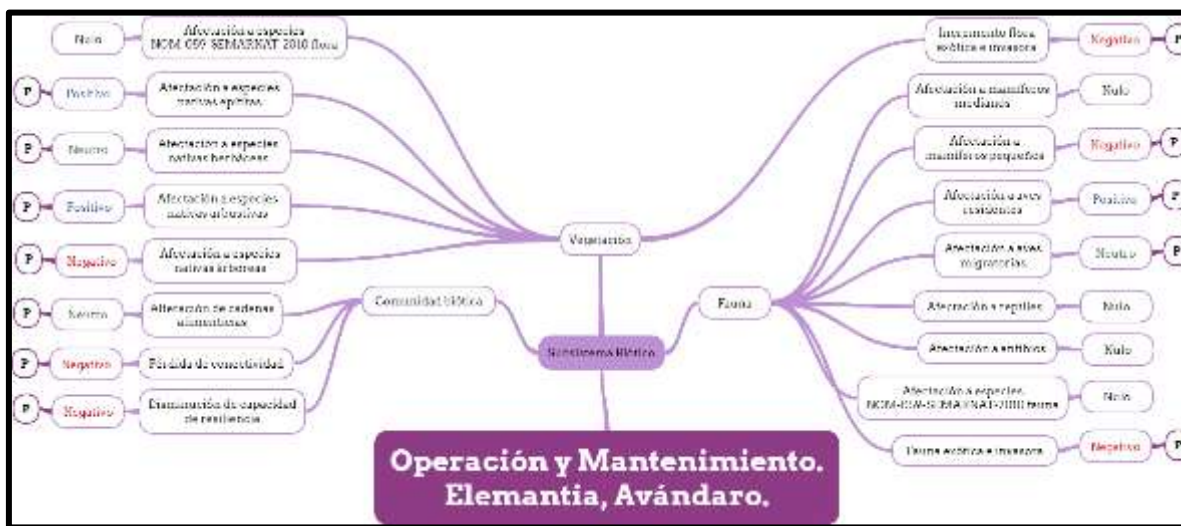 Nulo
Afectación a especies
NOM-059-SEMARNAT-2010 flora
P
Positivo
Afectación a especies
nativas epífitas
P
Neutro
Afectación a especies
nativas herbáceas
P
Positivo
Afectación a especies
nativas arbustivas
P
Negativo
Afectación a especies
nativas árboreas
P
Neutro
Alteración de cadenas
alimenticias
P
Negativo
Pérdida de conectividad
P
Negativo
Disminución de capacidad
de resiliencia
Comunidad biótica
Vegetación
Subsistema Biótico
Fauna
Incremento flora
exótica e invasora
Negativo
P
Afectación a mamíferos
medianos
Nulo
Afectación a
mamíferos pequeños
Negativo
P
Afectación a aves
residentes
Positivo
P
Afectación a aves
migratorias
Neutro
P
Afectación a reptiles
Nulo
Afectación a anfibios
Nulo
Afectación a especies
NOM-059-SEMARNAT-2010 fauna
Nulo
Fauna exótica e invasora
Negativo
P
Operación y Mantenimiento.
Elemantia, Avándaro.